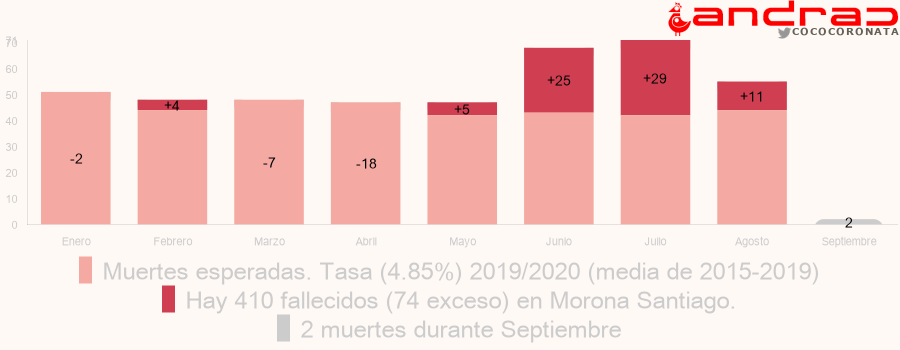 andrac
COCOCORONATA
71
70
60
50
40
30
20
10
0
-2
+4
-7
-18
+5
+25
+29
+11
2
Enero
Febrero
Marzo
Abril
Mayo
Junio
Julio
Agosto
Septiembre
Muertes esperadas. Tasa (4.85%) 2019/2020 (media de 2015-2019)
Hay 410 fallecidos (74 exceso) en Morona Santiago.
2 muertes durante Septiembre